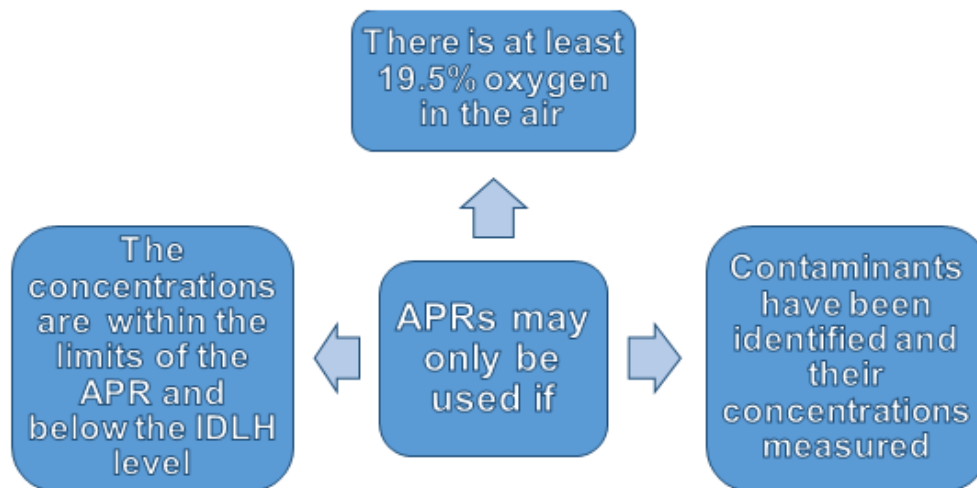 There is at least
19.5% oxygen
in the air
The
concentrations
are within the
limits of the
APR and
below the IDLH
level
APRs may
only be
used if
Contaminants
have been
identified and
their
concentrations
measured